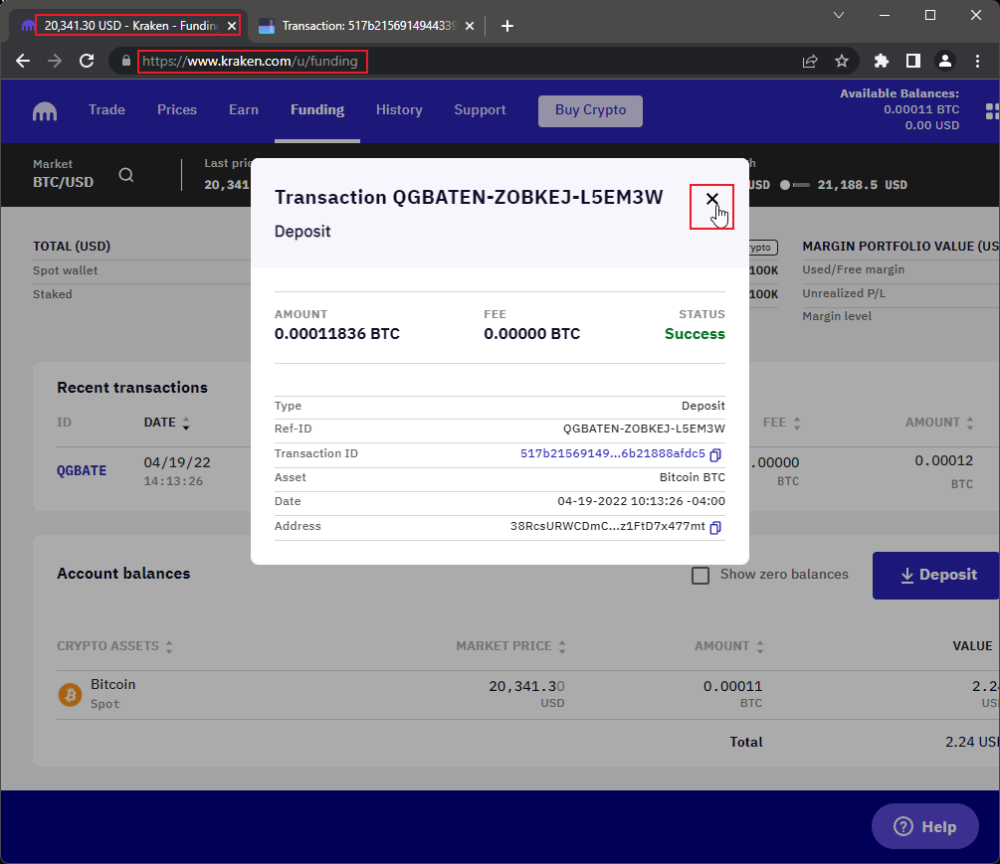 20,341.30 USD - Kraken - Fundin
Transaction: 517b2156914944339
https://www.kraken.com/u/funding
Trade Prices Earn Funding History Support Buy Crypto
Available Balances:
0.00011 BTC
0.00 USD
Market
BTC/USD
Last pric
20,341
USD
21,188.5 USD
Transaction QGBATEN-ZOBKEJ-L5EM3W
Deposit
TOTAL (USD)
Spot wallet
Staked
100K
100K
MARGIN PORTFOLIO VALUE (US
Used/Free margin
Unrealized P/L
Margin level
AMOUNT FEE STATUS
0.00011836 BTC 0.00000 BTC Success
Type Deposit
Ref-ID QGBATEN-ZOBKEJ-L5EM3W
Transaction ID 517b21569149...6b21888afdc5
Asset Bitcoin BTC
Date 04-19-2022 10:13:26 -04:00
Address 38RcsURWCDmC...z1FtD7x477mt
Recent transactions
ID DATE FEE AMOUNT
QGBATE 04/19/22 .00000 0.00012
14:13:26 BTC BTC
Account balances
Show zero balances
Deposit
CRYPTO ASSETS MARKET PRICE AMOUNT VALUE
Bitcoin 20,341.30 0.00011 2.24
Spot USD BTC US
Total 2.24 USD
Help